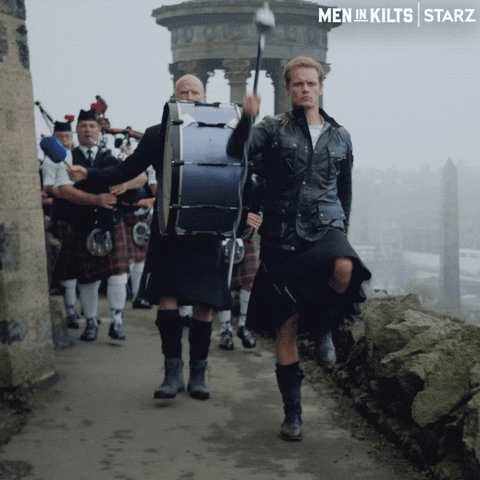 MEN IN KILTS | STARZ